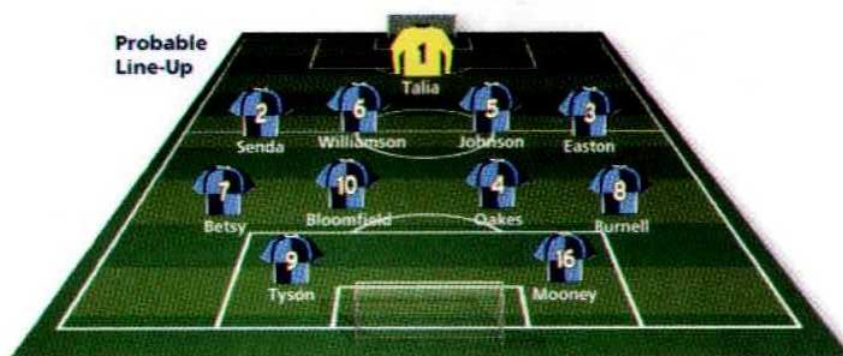 Probable
Line-Up
1
Talia
2 6 5 3
Senda Williamson Johnson Easton
7 10 4 8
Betsy Bloomfield Oakes Burnell
9 16
Tyson Mooney